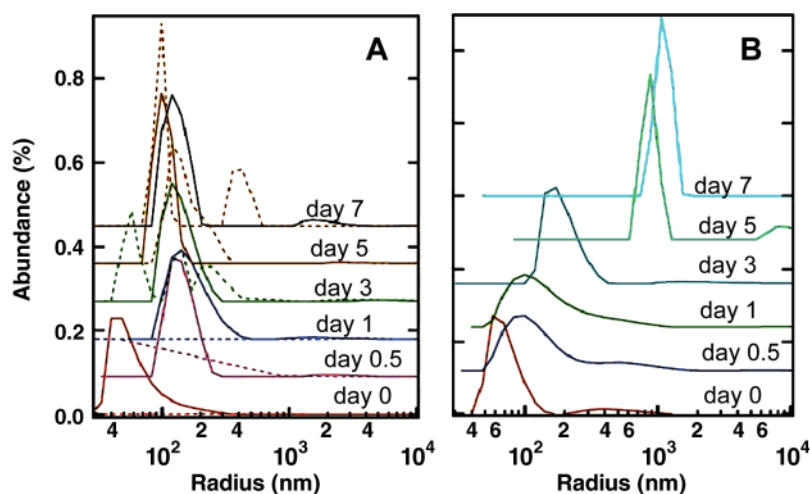 A
B
0.8
0.6
0.4
0.2
0.0
Abundance (%)
day 7
day 5
day 3
day 1
day 0.5
day 0
day 7
day 5
day 3
day 1
day 0.5
day 0
4 10² 2 4 10³ 2 4 10⁴
Radius (nm)
4 6 10² 2 4 6 10³ 2 4 6 10⁴
Radius (nm)